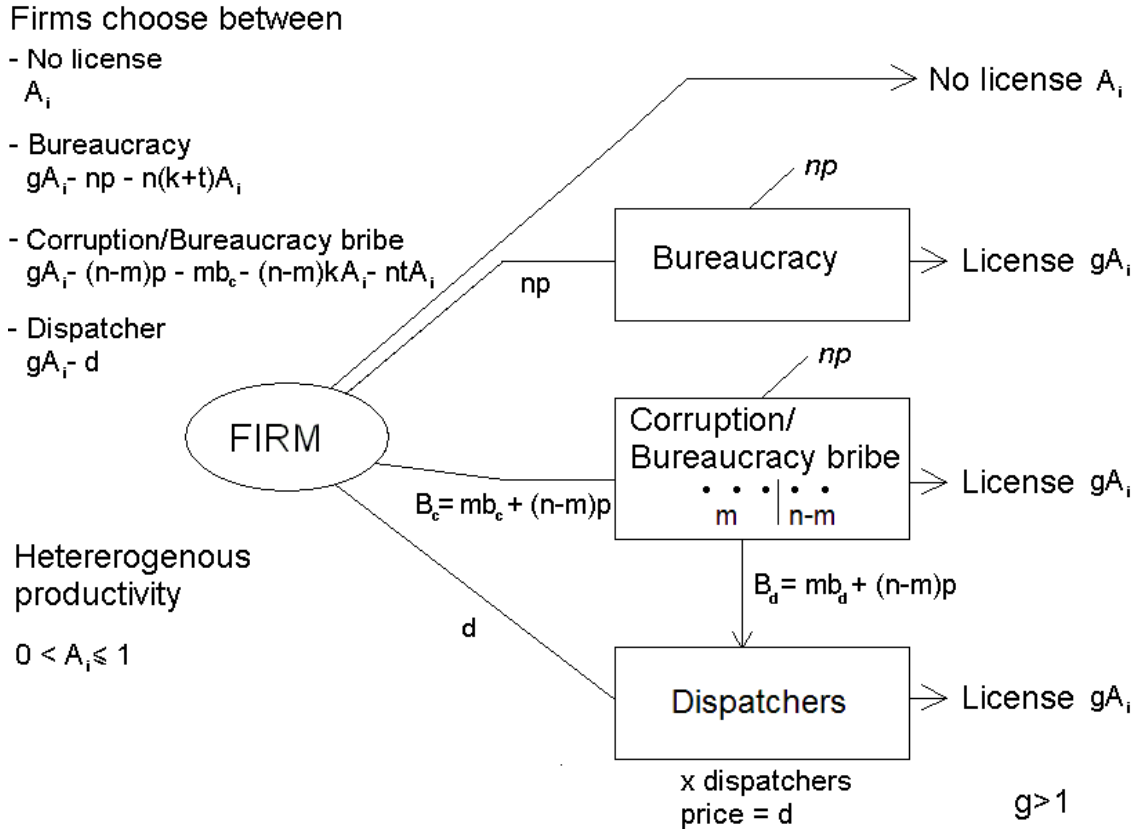 Firms choose between
- No license
A_i
- Bureaucracy
gA_i- np - n(k+t)A_i
- Corruption/Bureaucracy bribe
gA_i- (n-m)p - mb_c- (n-m)kA_i- ntA_i
- Dispatcher
gA_i- d
No license A_i
np
Bureaucracy
License gA_i
np
np
Corruption/
Bureaucracy bribe
m n-m
License gA_i
FIRM
B_c= mb_c + (n-m)p
B_d= mb_d + (n-m)p
d
Hetererogenous
productivity
0 < A_i ⩽ 1
Dispatchers
License gA_i
x dispatchers
price = d
g>1